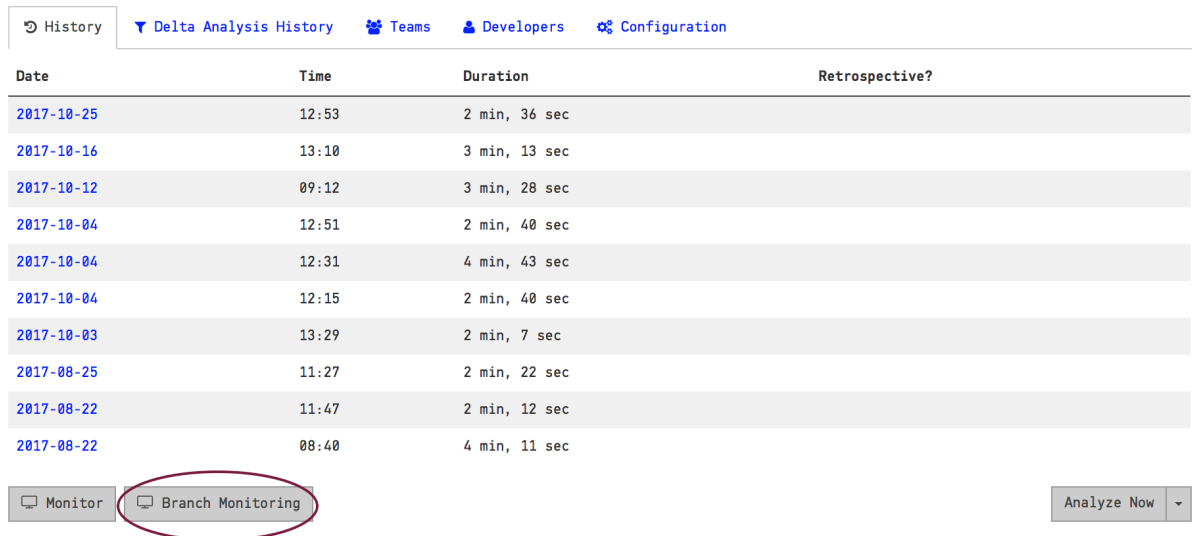 History Delta Analysis History Teams Developers Configuration
Date Time Duration Retrospective?
2017-10-25 12:53 2 min, 36 sec
2017-10-16 13:10 3 min, 13 sec
2017-10-12 09:12 3 min, 28 sec
2017-10-04 12:51 2 min, 40 sec
2017-10-04 12:31 4 min, 43 sec
2017-10-04 12:15 2 min, 40 sec
2017-10-03 13:29 2 min, 7 sec
2017-08-25 11:27 2 min, 22 sec
2017-08-22 11:47 2 min, 12 sec
2017-08-22 08:40 4 min, 11 sec
Monitor Branch Monitoring Analyze Now